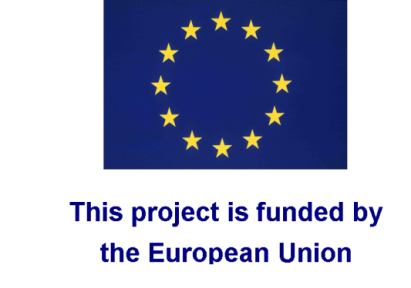 This project is funded by
the European Union